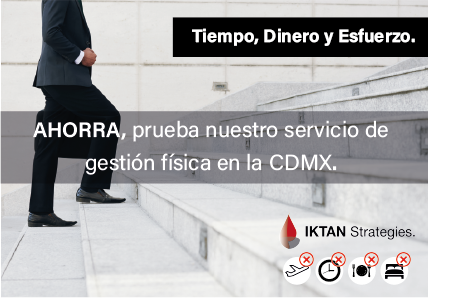 Tiempo, Dinero y Esfuerzo.
AHORRA, prueba nuestro servicio de
gestión física en la CDMX.
IKTAN Strategies.